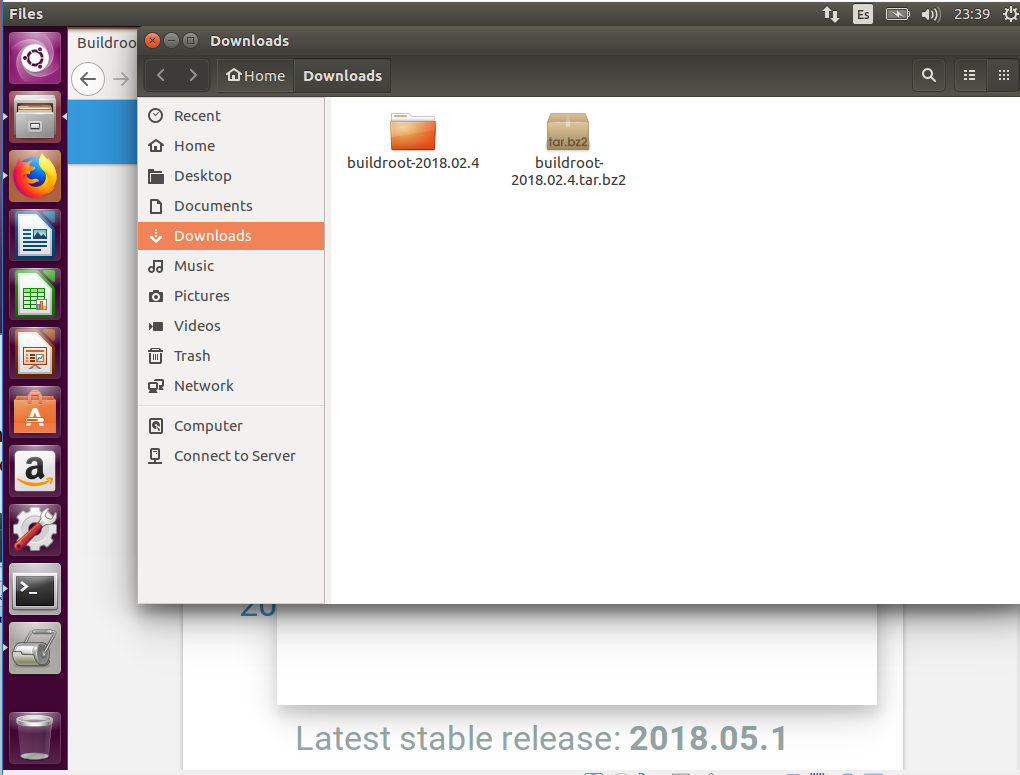 Files
Es
23:39
Buildroo
Downloads
Home
Downloads
Recent
Home
Desktop
Documents
Downloads
Music
Pictures
Videos
Trash
Network
Computer
Connect to Server
buildroot-2018.02.4
buildroot-
2018.02.4.tar.bz2
tar.bz2
20
Latest stable release: 2018.05.1